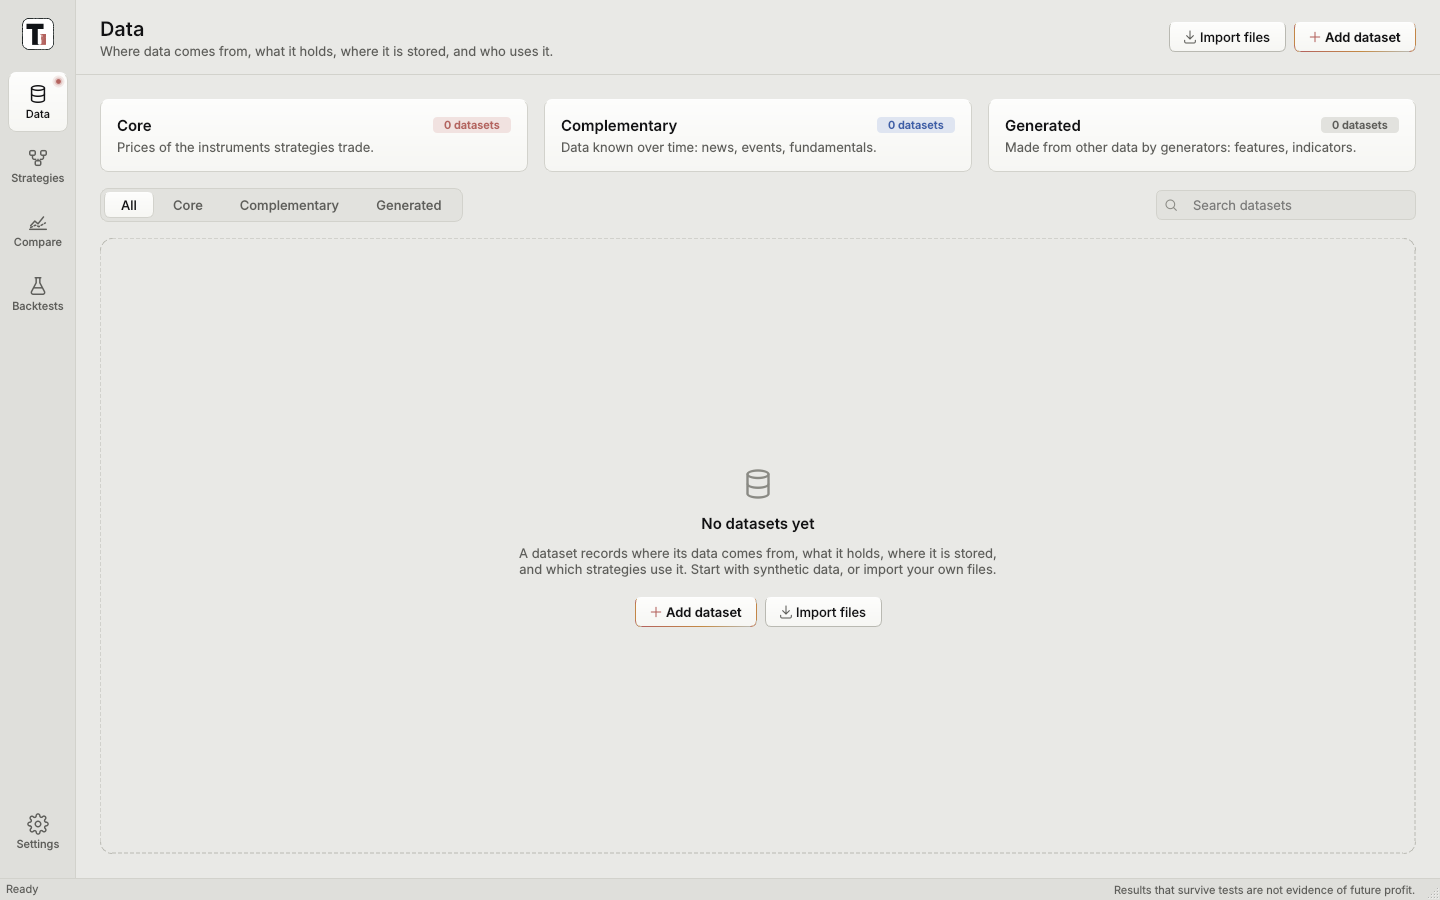 Ti
Data
Where data comes from, what it holds, where it is stored, and who uses it.
Import files
Add dataset
Data
Strategies
Compare
Backtests
Settings
Core
0 datasets
Prices of the instruments strategies trade.
Complementary
0 datasets
Data known over time: news, events, fundamentals.
Generated
0 datasets
Made from other data by generators: features, indicators.
All
Core
Complementary
Generated
Search datasets
No datasets yet
A dataset records where its data comes from, what it holds, where it is stored,
and which strategies use it. Start with synthetic data, or import your own files.
Add dataset
Import files
Ready
Results that survive tests are not evidence of future profit.